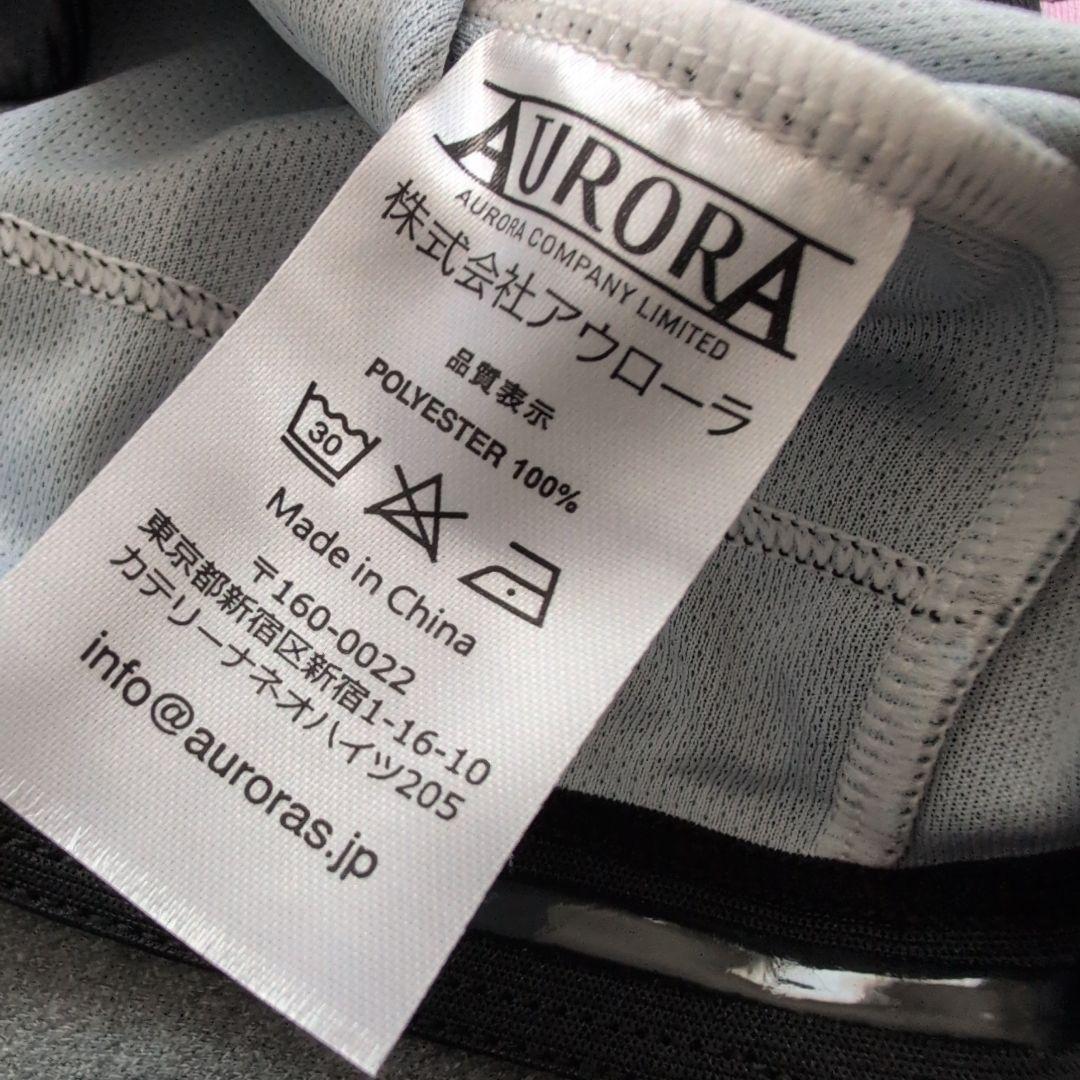 AURORA
AURORA COMPANY LIMITED
株式会社アウローラ
品質表示
POLYESTER 100%
30
Made in China
〒160-0022
東京都新宿区新宿1-16-10
カテリーナネオハイツ205
info@auroras.jp